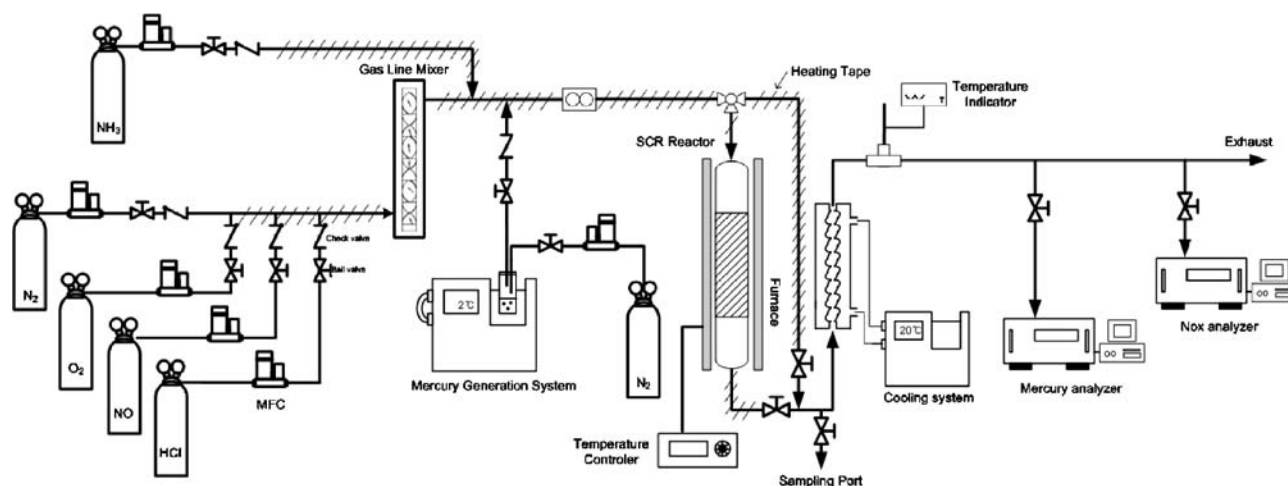 NH3
Gas Line Mixer
Heating Tape
T
Temperature
Indicator
SCR Reactor
Exhaust
N2
Check valve
Ball valve
2℃
O2
NO
HCl
MFC
Mercury Generation System
N2
Furnace
20℃
Cooling system
Mercury analyzer
Nox analyzer
Temperature
Controler
Sampling Port